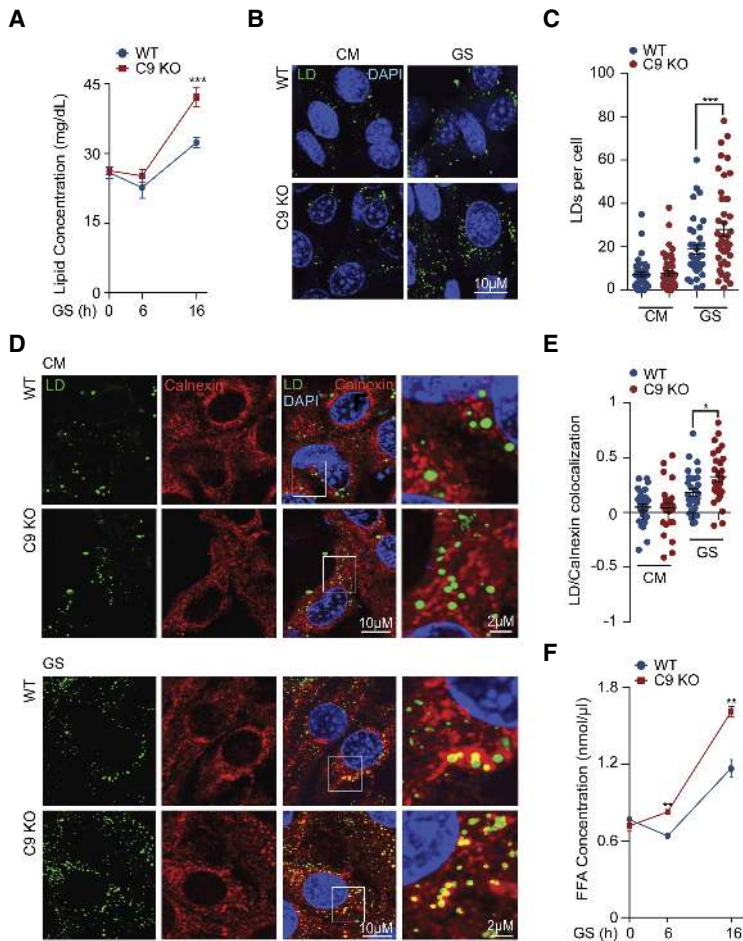 A
WT
C9 KO
***
Lipid Concentration (mg/dL)
45
30
15
0
0 6 16
GS (h)
B
CM GS
WT
C9 KO
LD DAPI
10µM
C
WT
C9 KO
***
LDs per cell
100
80
60
40
20
0
CM GS
D
CM
WT
C9 KO
LD Calnexin LD Calnexin
DAPI
10µM 2µM
GS
WT
C9 KO
10µM 2µM
E
WT
C9 KO
*
LD/Calnexin colocalization
1
0.5
0
-0.5
-1
CM GS
F
WT
C9 KO
**
**
FFA Concentration (nmol/µl)
1.8
1.2
0.6
0
0 6 16
GS (h)